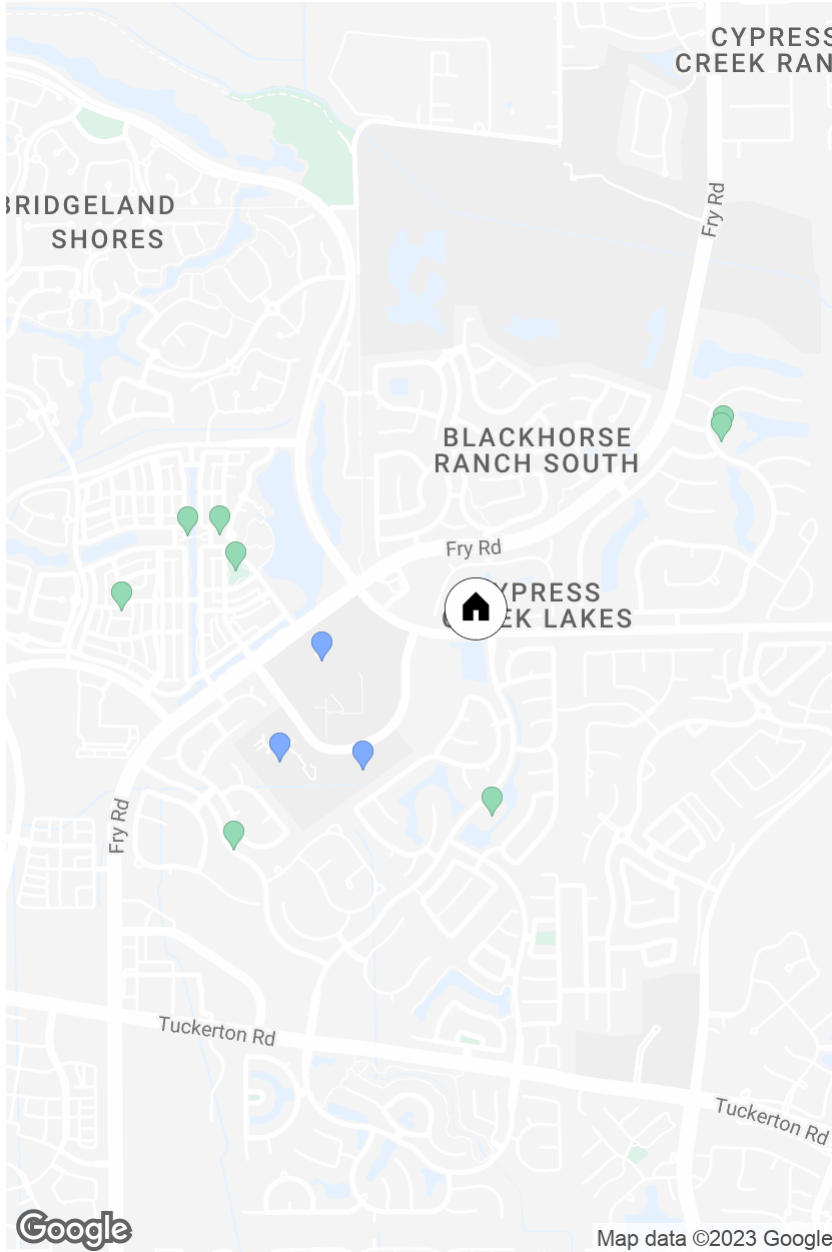 CYPRESS
CREEK RAN
BRIDGELAND
SHORES
Fry Rd
BLACKHORSE
RANCH SOUTH
Fry Rd
YPRESS
EK LAKES
Fry Rd
Tuckerton Rd
Tuckerton Rd
Google
Map data ©2023 Google